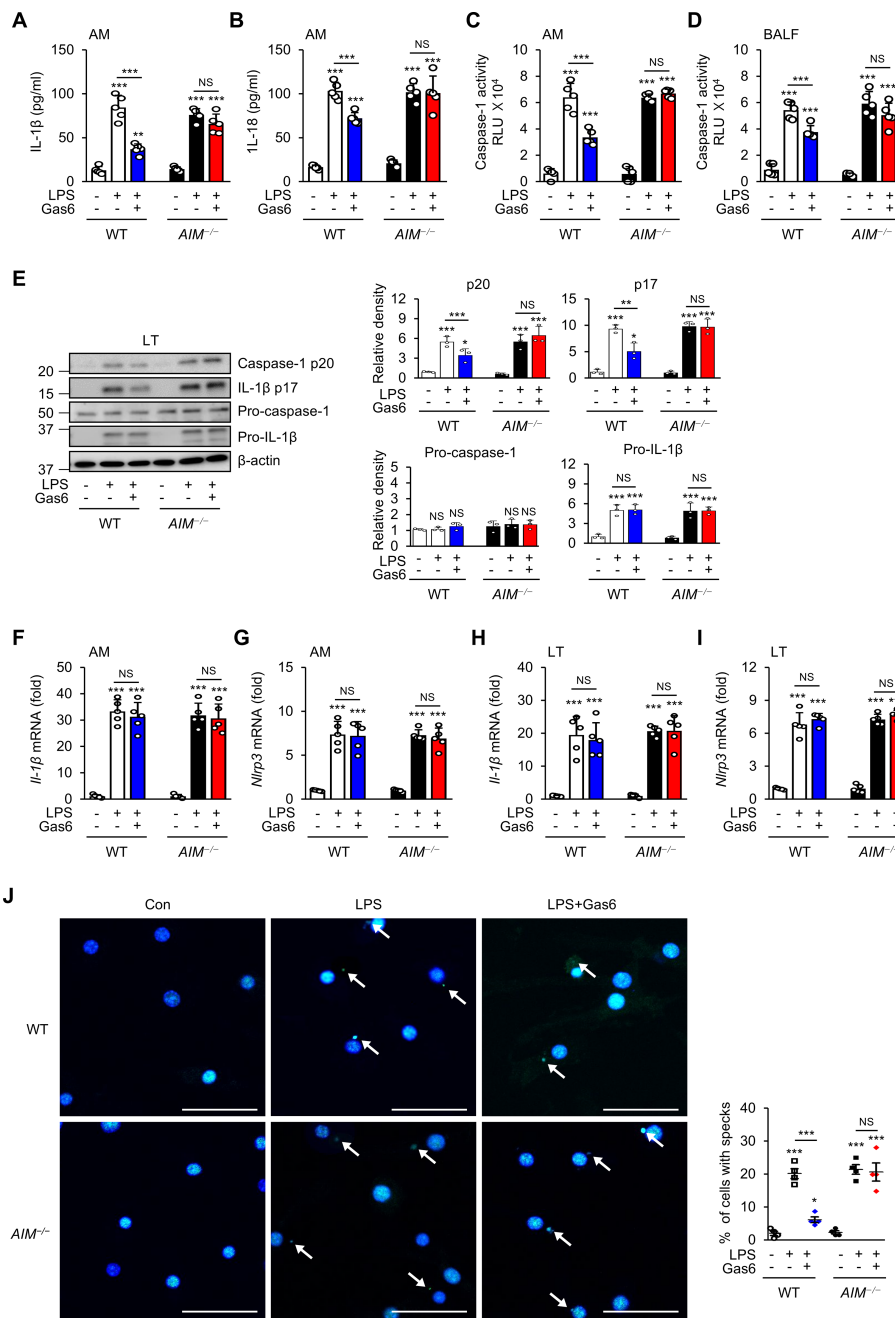 A AM
IL-1β (pg/ml)
150
100
50
0
*** *** ** NS *** ***
LPS - + + - + +
Gas6 - - + - - +
WT AIM−/−
B AM
1L-18 (pg/ml)
150
100
50
0
*** *** *** NS *** ***
LPS - + + - + +
Gas6 - - + - - +
WT AIM−/−
C AM
Caspase-1 activity
RLU X 10⁴
10
8
6
4
2
0
*** *** *** NS *** ***
LPS - + + - + +
Gas6 - - + - - +
WT AIM−/−
D BALF
Caspase-1 activity
RLU X 10⁴
10
8
6
4
2
0
*** *** *** NS *** ***
LPS - + + - + +
Gas6 - - + - - +
WT AIM−/−
E
LT
20 Caspase-1 p20
15 IL-1β p17
50 Pro-caspase-1
37 Pro-IL-1β
37 β-actin
LPS - + + - + +
Gas6 - - + - - +
WT AIM−/−
p20
Relative density
12
9
6
3
0
*** *** * NS *** ***
LPS - + + - + +
Gas6 - - + - - +
WT AIM−/−
p17
15
10
5
0
** *** * NS *** ***
- + + - + +
- - + - - +
WT AIM−/−
Pro-caspase-1
Relative density
5
4
3
2
1
0
NS NS NS NS
LPS - + + - + +
Gas6 - - + - - +
WT AIM−/−
Pro-IL-1β
12
9
6
3
0
NS *** *** NS *** ***
- + + - + +
- - + - - +
WT AIM−/−
F AM
Il-1β mRNA (fold)
50
40
30
20
10
0
NS *** *** NS *** ***
LPS - + + - + +
Gas6 - - + - - +
WT AIM−/−
G AM
Nlrp3 mRNA (fold)
15
10
5
0
NS *** *** NS *** ***
LPS - + + - + +
Gas6 - - + - - +
WT AIM−/−
H LT
Il-1β mRNA (fold)
60
40
20
0
NS *** *** NS *** ***
LPS - + + - + +
Gas6 - - + - - +
WT AIM−/−
I LT
Nlrp3 mRNA (fold)
15
10
5
0
NS *** *** NS ***
LPS - + + - + +
Gas6 - - + - - +
WT AIM−/−
J
Con LPS LPS+Gas6
WT
AIM−/−
% of cells with specks
40
30
20
10
0
*** *** * NS *** ***
LPS - + + - + +
Gas6 - - + - - +
WT AIM−/−